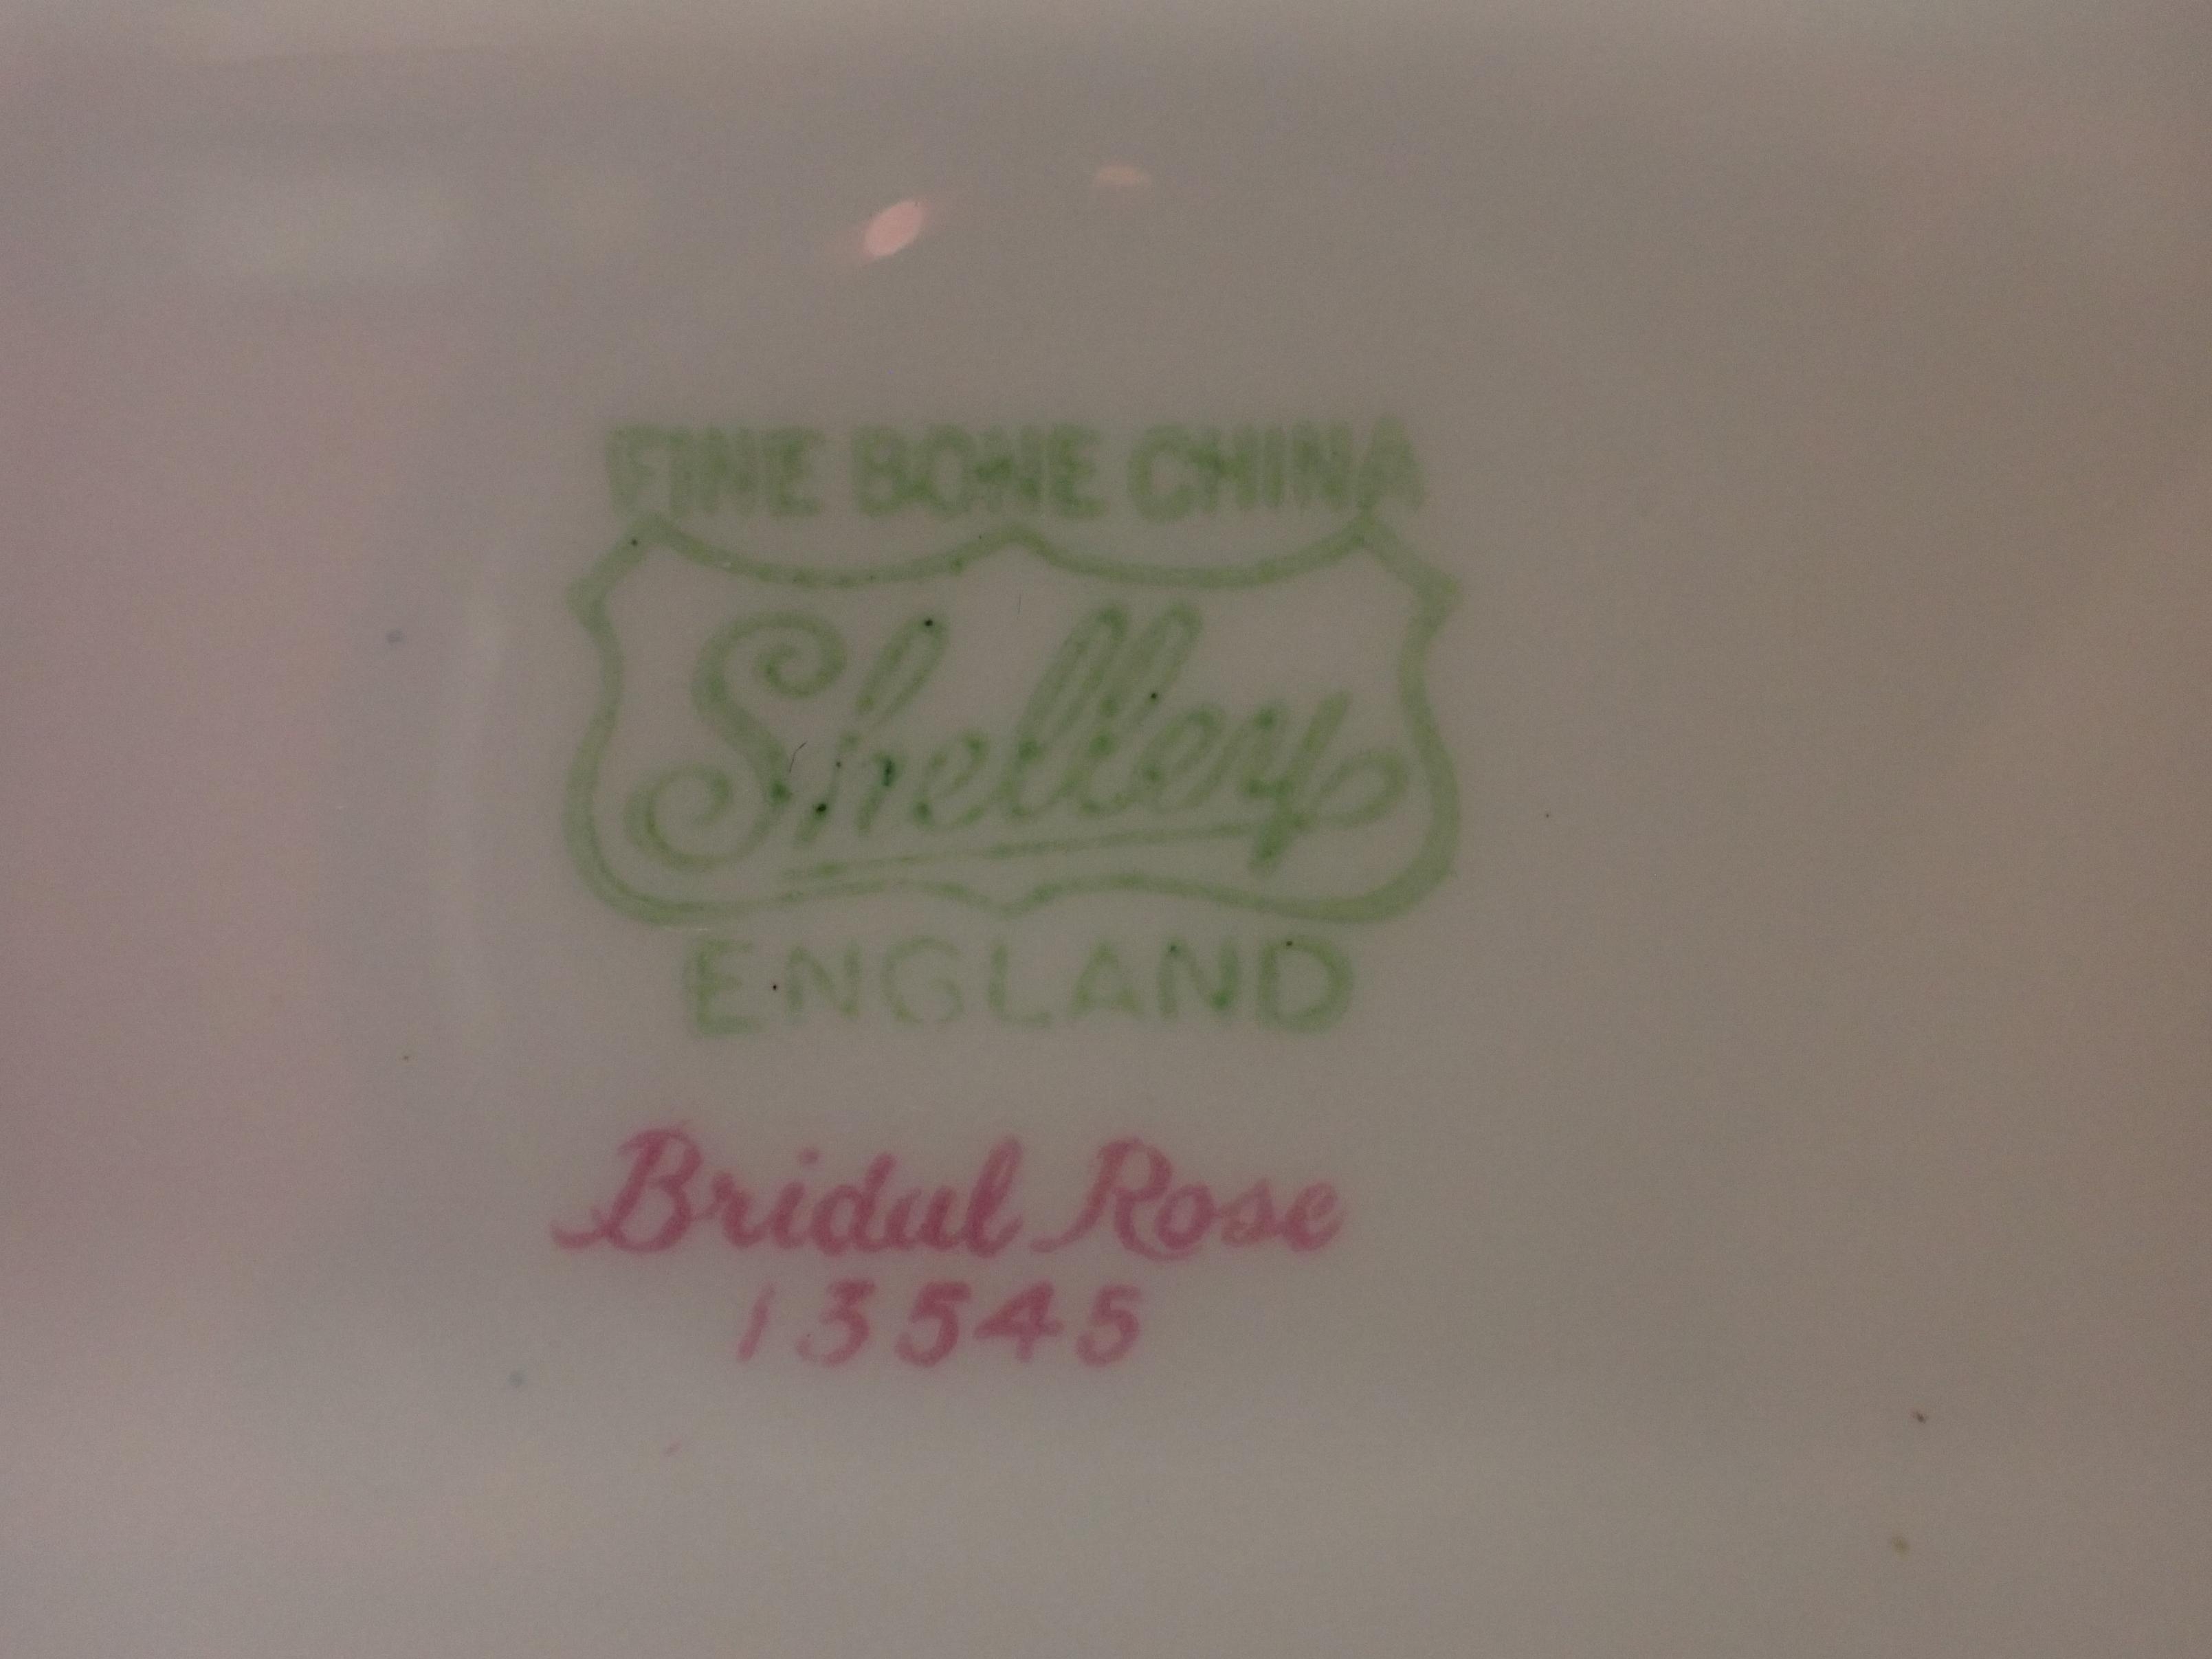 FINE BONE CHINA
Shelley
ENGLAND
Bridal Rose
13545